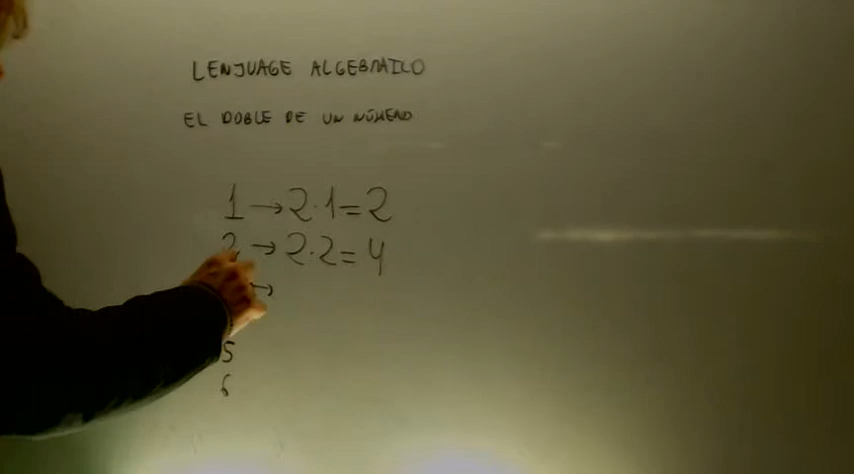 LENJUAGE ALGEBRAICO
EL DOBLE DE UN NÚMERO
1 → 2·1=2
2 → 2·2=4
→
5
6